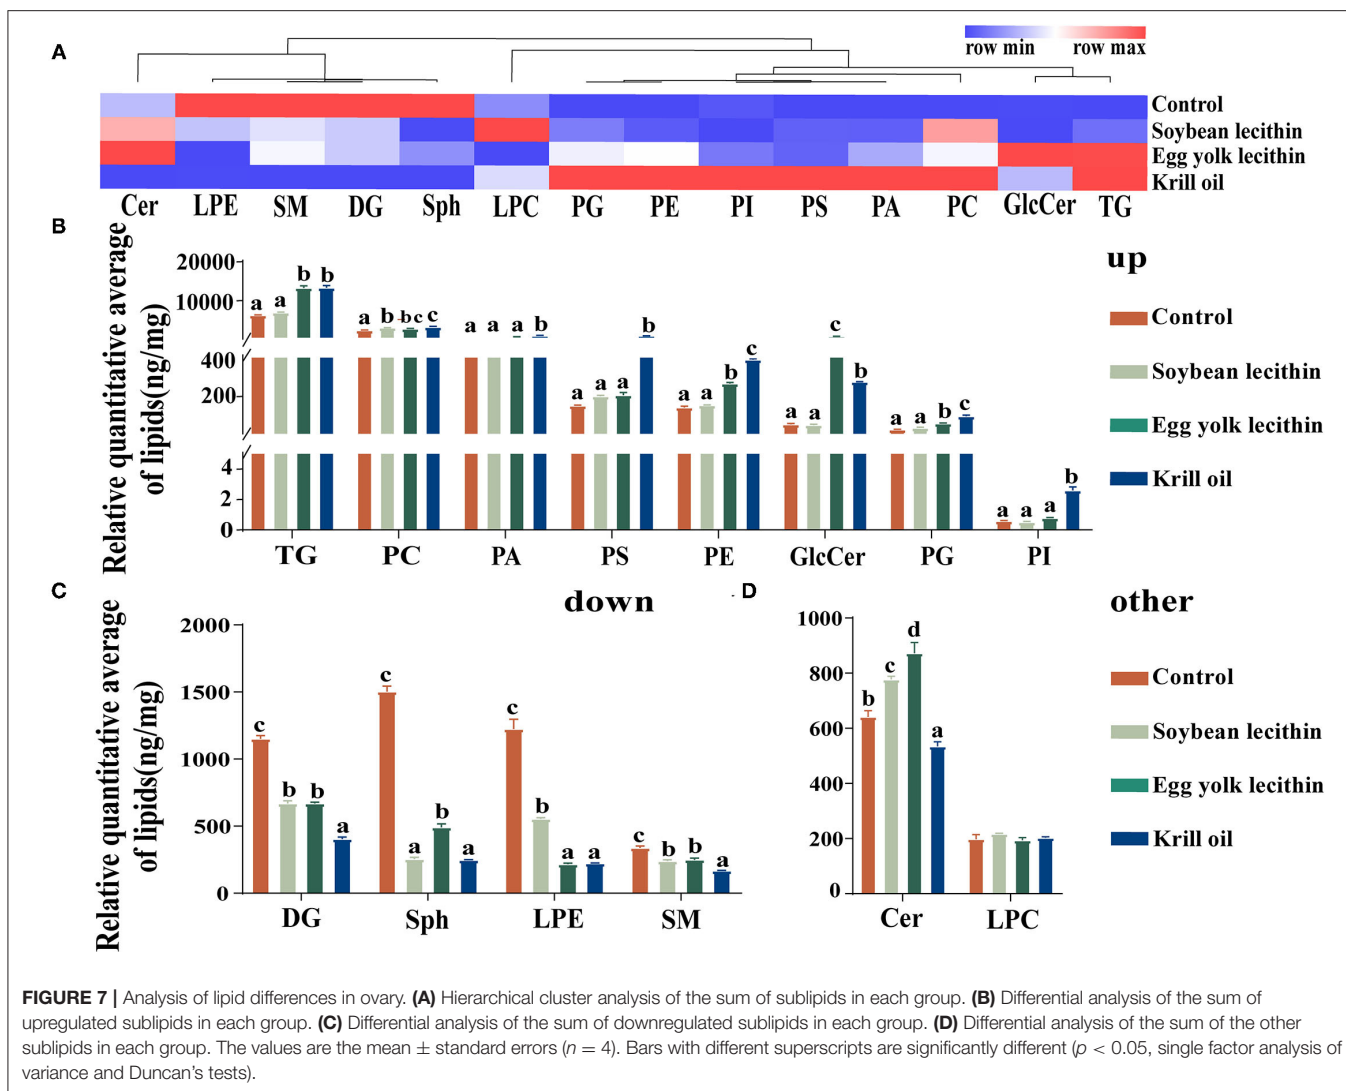 A
row min row max
Control
Soybean lecithin
Egg yolk lecithin
Krill oil
Cer LPE SM DG Sph LPC PG PE PI PS PA PC GlcCer TG
B
up
Relative quantitative average
of lipids(ng/mg)
20000
10000
400
200
4
2
0
a a b b
a b bc c
a a a b
a a a b
a a b c
a a c b
a a b c
a a a b
TG PC PA PS PE GlcCer PG PI
Control
Soybean lecithin
Egg yolk lecithin
Krill oil
C
down
Relative quantitative average
of lipids(ng/mg)
2000
1500
1000
500
0
c b b a
c a b a
c b a a
c b b a
DG Sph LPE SM
D
other
1000
800
600
400
200
0
b c d a
Cer LPC
Control
Soybean lecithin
Egg yolk lecithin
Krill oil
FIGURE 7 | Analysis of lipid differences in ovary. (A) Hierarchical cluster analysis of the sum of sublipids in each group. (B) Differential analysis of the sum of
upregulated sublipids in each group. (C) Differential analysis of the sum of downregulated sublipids in each group. (D) Differential analysis of the sum of the other
sublipids in each group. The values are the mean ± standard errors (n = 4). Bars with different superscripts are significantly different (p < 0.05, single factor analysis of
variance and Duncan's tests).